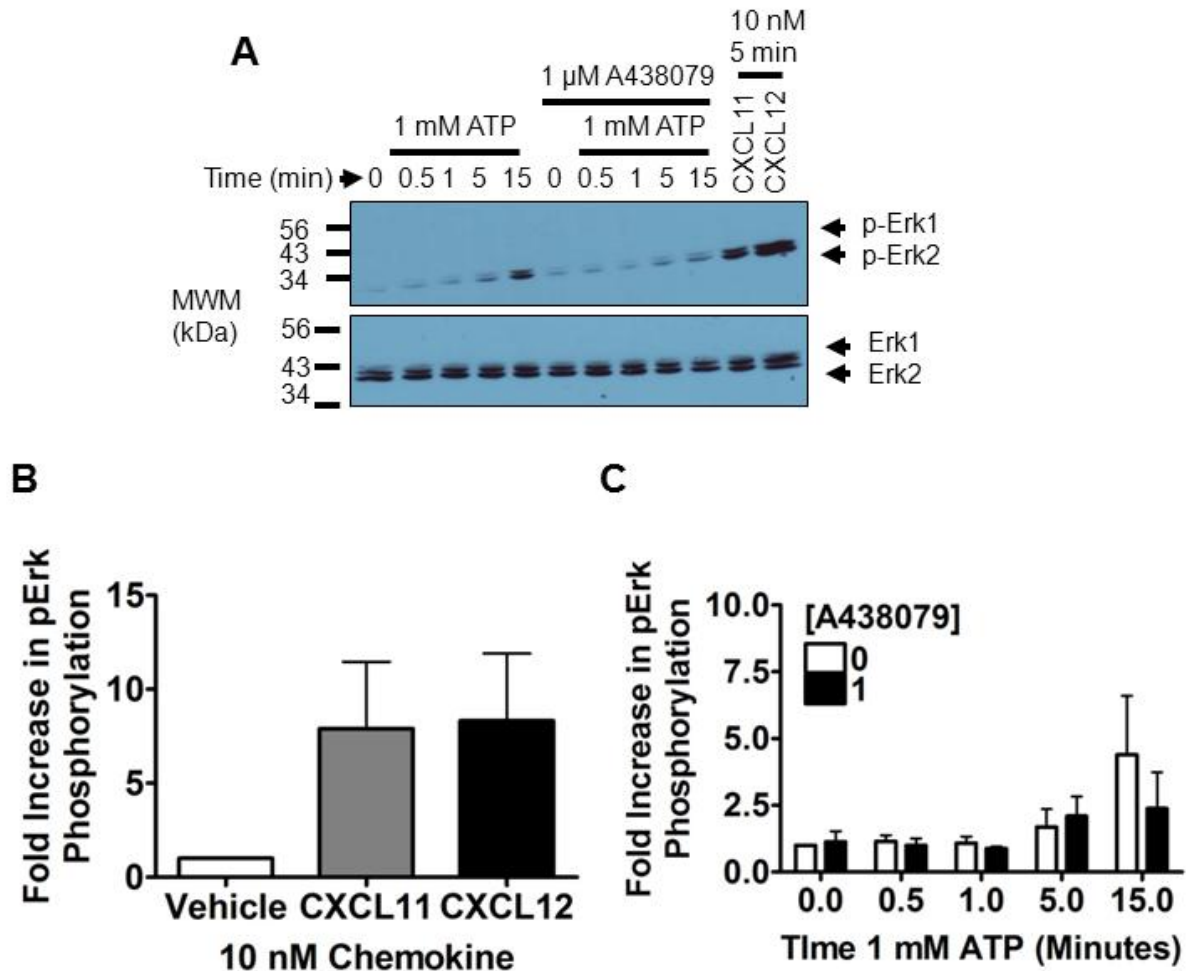 A
10 nM
5 min
1 µM A438079
1 mM ATP
1 mM ATP
CXCL11
CXCL12
Time (min)
0 0.5 1 5 15 0 0.5 1 5 15
56
43
34
p-Erk1
p-Erk2
MWM
(kDa)
56
43
34
Erk1
Erk2
B
Fold Increase in pErk
Phosphorylation
15
10
5
0
Vehicle CXCL11 CXCL12
10 nM Chemokine
C
Fold Increase in pErk
Phosphorylation
10.0
7.5
5.0
2.5
0.0
[A438079]
0
1
0.0 0.5 1.0 5.0 15.0
TIme 1 mM ATP (Minutes)